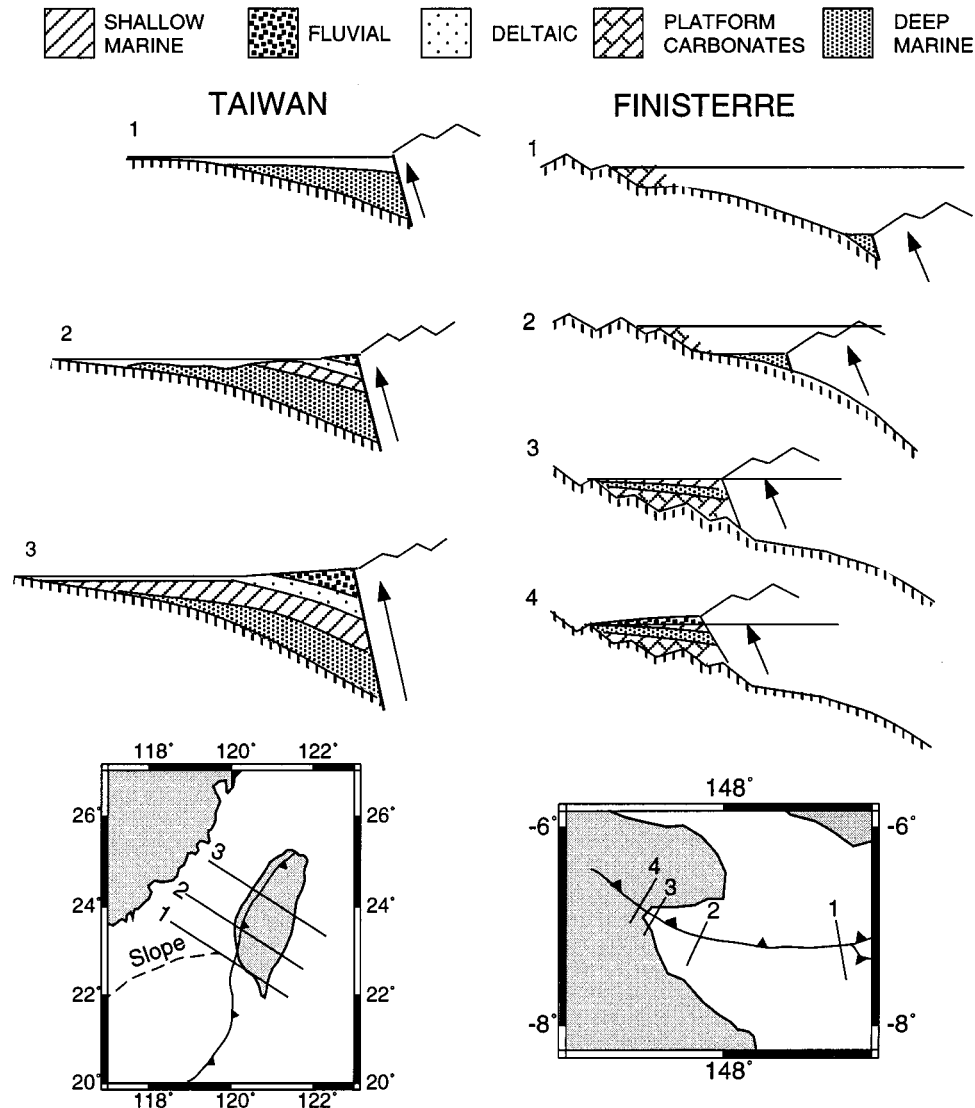 SHALLOW MARINE
FLUVIAL
DELTAIC
PLATFORM CARBONATES
DEEP MARINE
TAIWAN
FINISTERRE
1
1
2
2
3
3
4
118° 120° 122°
26°
24°
22°
20°
3
2
1
Slope
26°
24°
22°
20°
118° 120° 122°
148°
-6°
-8°
4
3
2
1
-6°
-8°
148°